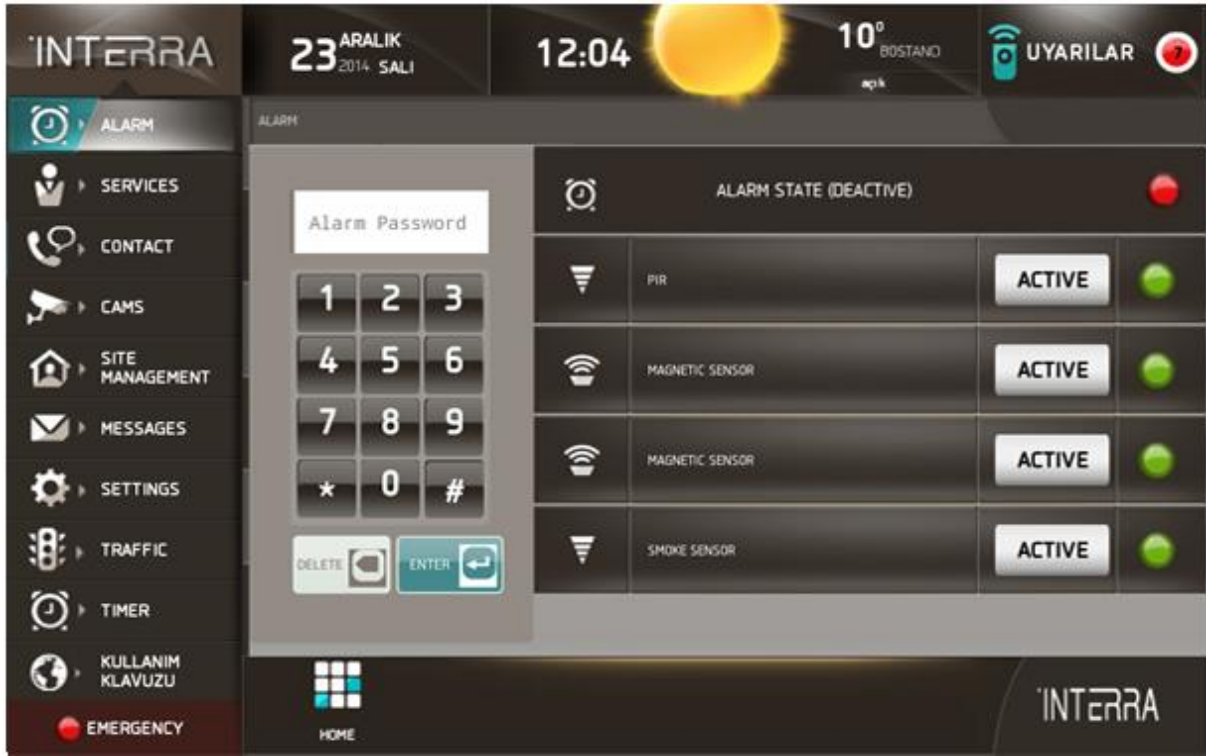 INTERRA
23 ARALIK
2014 SALI
12:04
10°
BOSTANCI
açık
UYARILAR
7
ALARM
SERVICES
CONTACT
CAMS
SITE
MANAGEMENT
MESSAGES
SETTINGS
TRAFFIC
TIMER
KULLANIM
KLAVUZU
EMERGENCY
ALARM
Alarm Password
1 2 3
4 5 6
7 8 9
* 0 #
DELETE ENTER
ALARM STATE (DEACTIVE)
PIR ACTIVE
MAGNETIC SENSOR ACTIVE
MAGNETIC SENSOR ACTIVE
SMOKE SENSOR ACTIVE
HOME
INTERRA